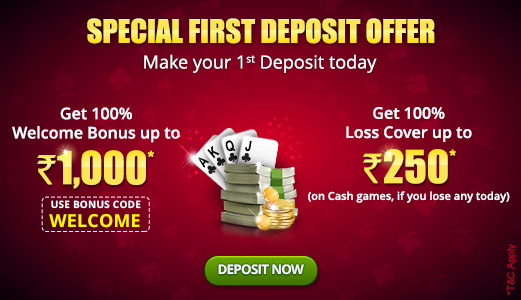 SPECIAL FIRST DEPOSIT OFFER
Make your 1st Deposit today
Get 100%
Welcome Bonus up to
₹1,000*
USE BONUS CODE
WELCOME
Get 100%
Loss Cover up to
₹250*
(on Cash games, if you lose any today)
A K Q J
DEPOSIT NOW
*T&C Apply